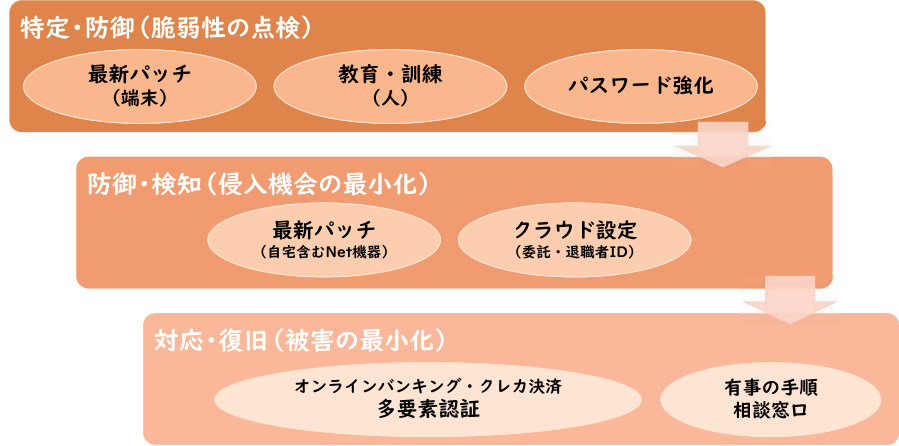 特定・防御（脆弱性の点検）
最新パッチ
（端末）
教育・訓練
（人）
パスワード強化
防御・検知（侵入機会の最小化）
最新パッチ
（自宅含むNet機器）
クラウド設定
（委託・退職者ID）
対応・復旧（被害の最小化）
オンラインバンキング・クレカ決済
多要素認証
有事の手順
相談窓口